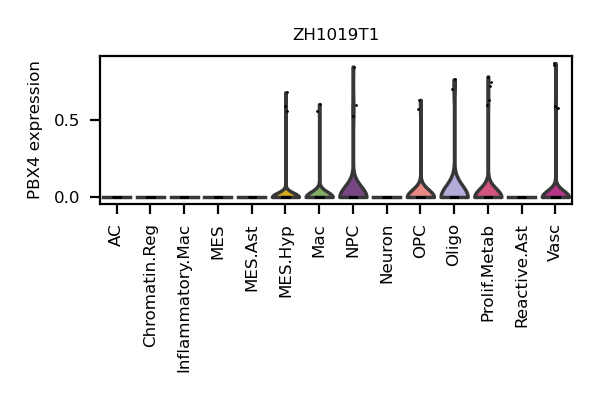 ZH1019T1
PBX4 expression
0.5
0.0
AC
Chromatin.Reg
Inflammatory.Mac
MES
MES.Ast
MES.Hyp
Mac
NPC
Neuron
OPC
Oligo
Prolif.Metab
Reactive.Ast
Vasc